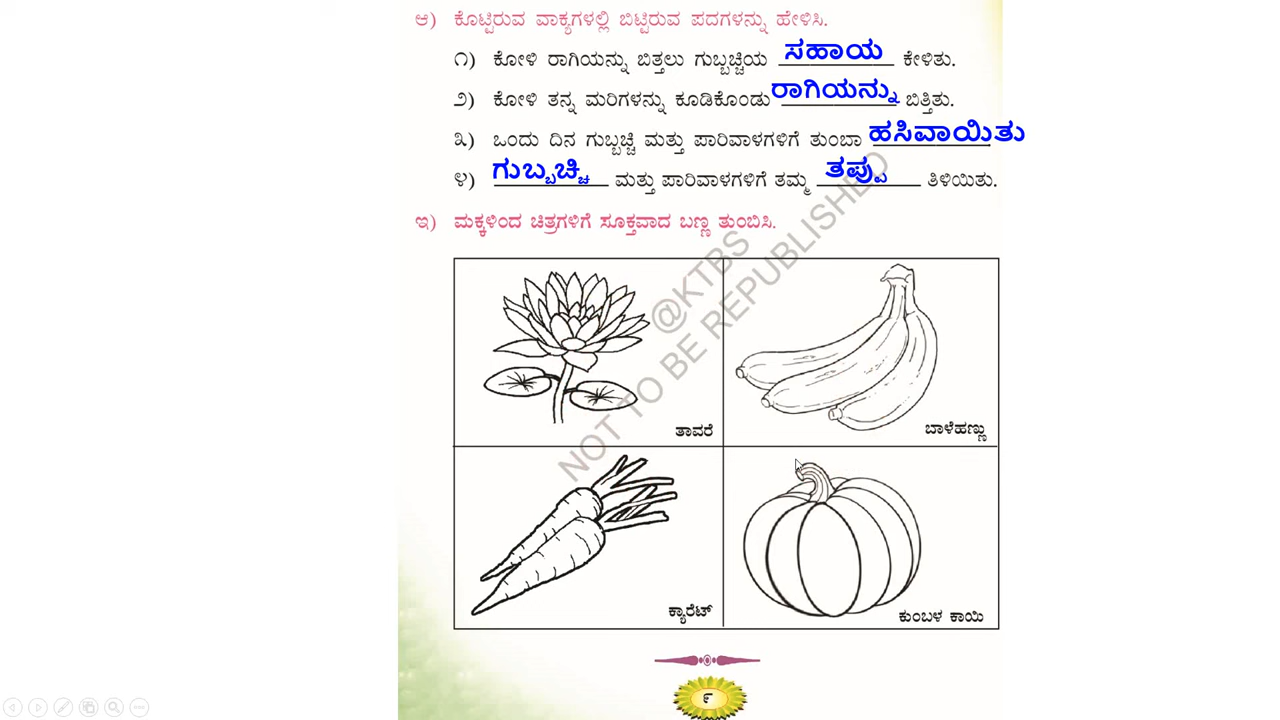 ಆ) ಕೊಟ್ಟಿರುವ ವಾಕ್ಯಗಳಲ್ಲಿ ಬಿಟ್ಟಿರುವ ಪದಗಳನ್ನು ಹೇಳಿಸಿ.
೧) ಕೋಳಿ ರಾಗಿಯನ್ನು ಬಿತ್ತಲು ಗುಬ್ಬಚ್ಚಿಯ ಸಹಾಯ ಕೇಳಿತು.
೨) ಕೋಳಿ ತನ್ನ ಮರಿಗಳನ್ನು ಕೂಡಿಕೊಂಡು ರಾಗಿಯನ್ನು ಬಿತ್ತಿತು.
೩) ಒಂದು ದಿನ ಗುಬ್ಬಚ್ಚಿ ಮತ್ತು ಪಾರಿವಾಳಗಳಿಗೆ ತುಂಬಾ ಹಸಿವಾಯಿತು
೪) ಗುಬ್ಬಚ್ಚಿ ಮತ್ತು ಪಾರಿವಾಳಗಳಿಗೆ ತಮ್ಮ ತಪ್ಪು ತಿಳಿಯಿತು.
ಇ) ಮಕ್ಕಳಿಂದ ಚಿತ್ರಗಳಿಗೆ ಸೂಕ್ತವಾದ ಬಣ್ಣ ತುಂಬಿಸಿ.
@KTBS
NOT TO BE REPUBLISHED
ತಾವರೆ
ಬಾಳೆಹಣ್ಣು
ಕ್ಯಾರೆಟ್
ಕುಂಬಳ ಕಾಯಿ
೯